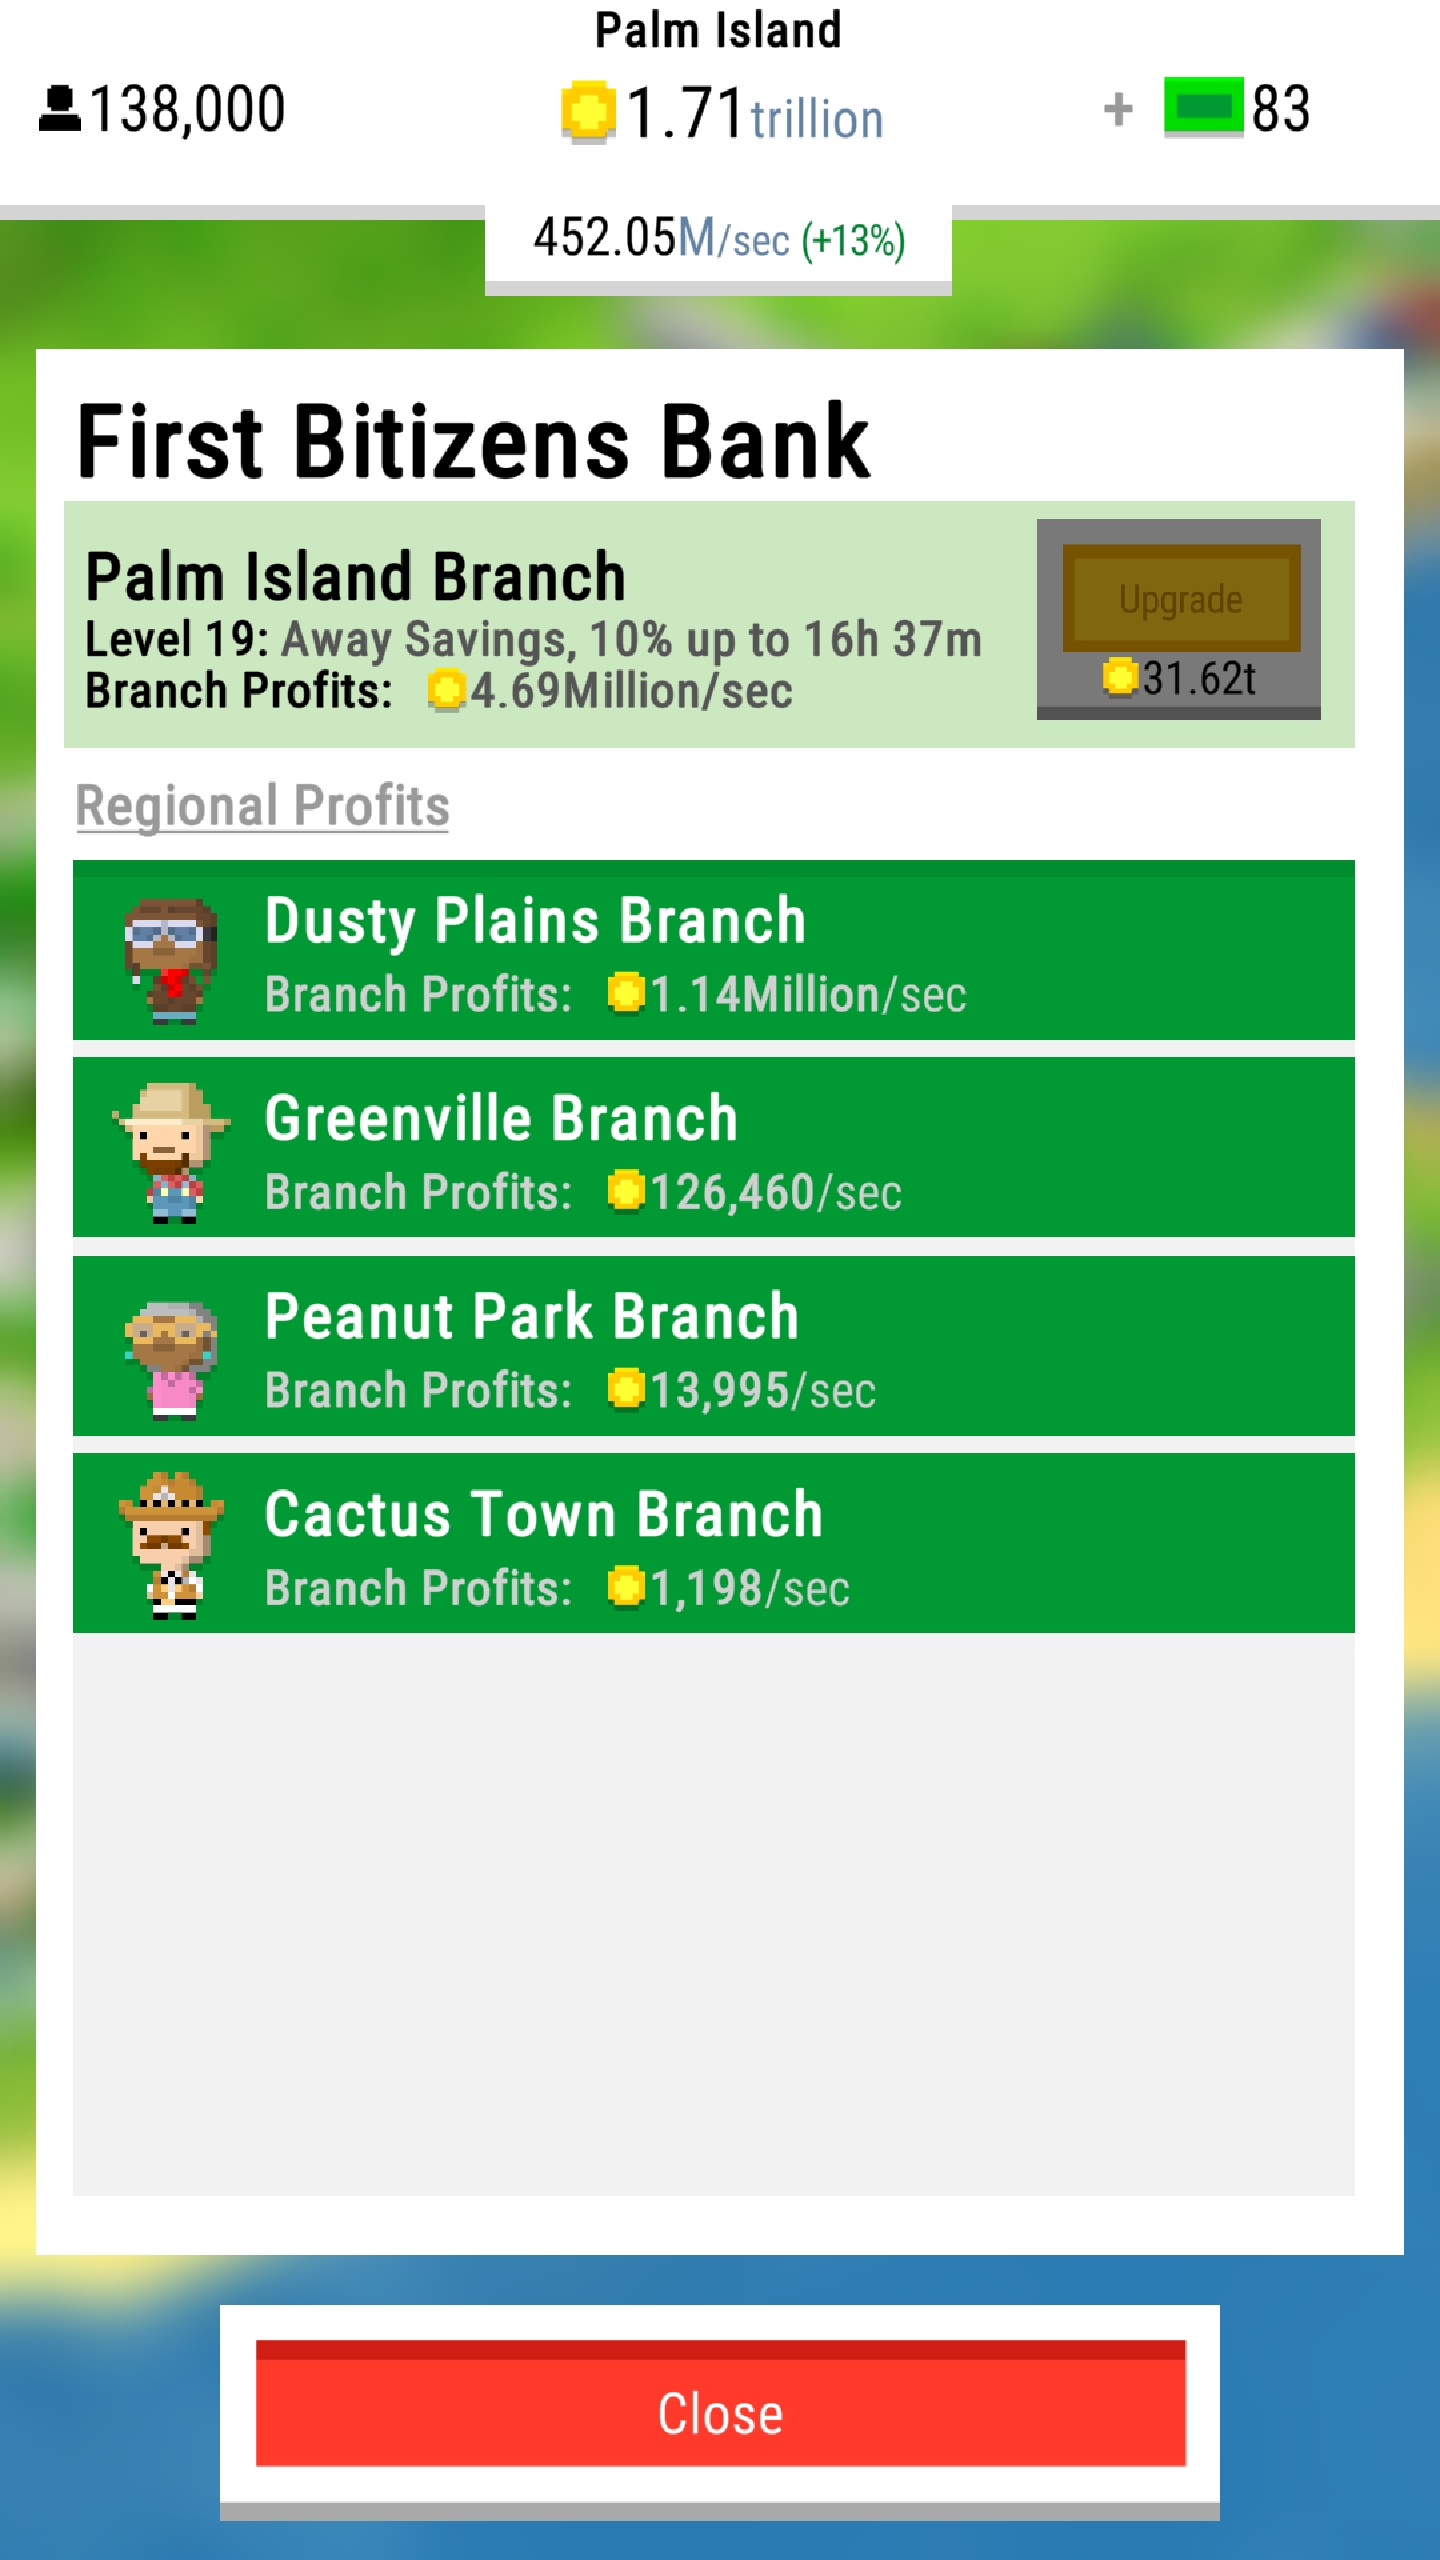 Palm Island
138,000
1.71trillion
+ 83
452.05M/sec (+13%)
First Bitizens Bank
Palm Island Branch
Level 19: Away Savings, 10% up to 16h 37m
Branch Profits: 4.69Million/sec
Upgrade
31.62t
Regional Profits
Dusty Plains Branch
Branch Profits: 1.14Million/sec
Greenville Branch
Branch Profits: 126,460/sec
Peanut Park Branch
Branch Profits: 13,995/sec
Cactus Town Branch
Branch Profits: 1,198/sec
Close